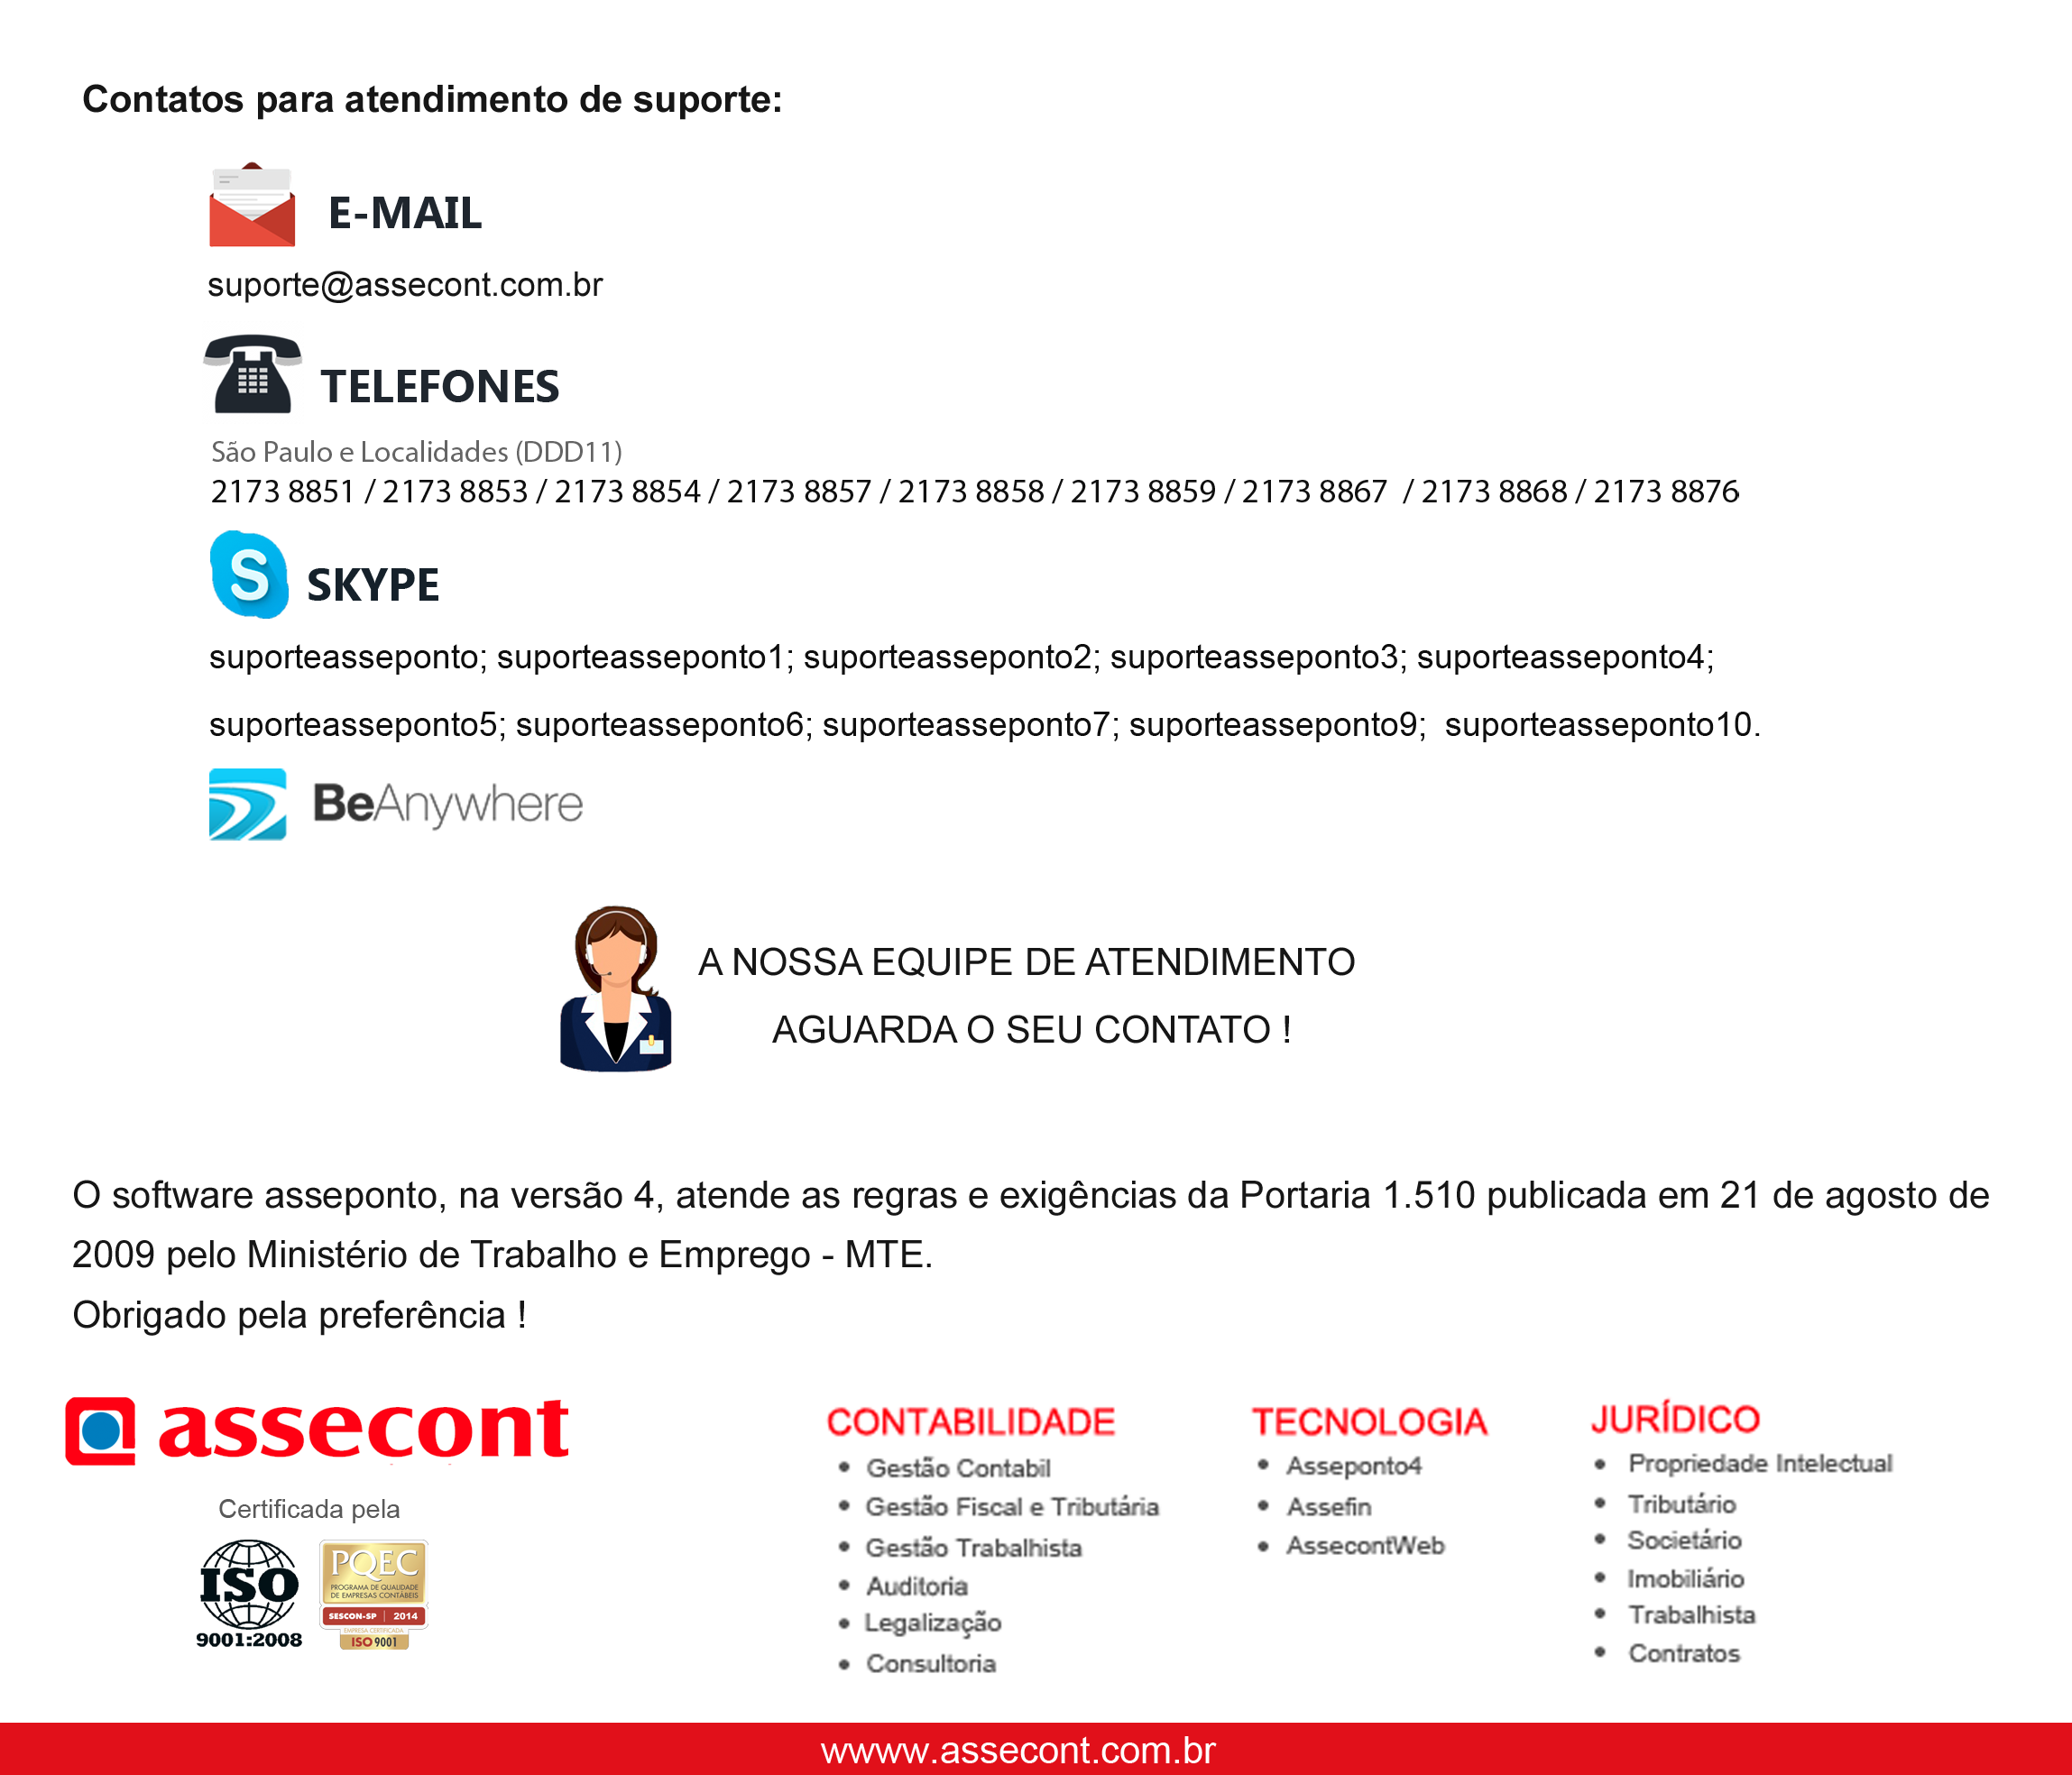 Contatos para atendimento de suporte:
E-MAIL
suporte@assecont.com.br
TELEFONES
São Paulo e Localidades (DDD11)
2173 8851 / 2173 8853 / 2173 8854 / 2173 8857 / 2173 8858 / 2173 8859 / 2173 8867 / 2173 8868 / 2173 8876
S SKYPE
suporteasseponto; suporteasseponto1; suporteasseponto2; suporteasseponto3; suporteasseponto4;
suporteasseponto5; suporteasseponto6; suporteasseponto7; suporteasseponto9; suporteasseponto10.
BeAnywhere
A NOSSA EQUIPE DE ATENDIMENTO
AGUARDA O SEU CONTATO !
O software asseponto, na versão 4, atende as regras e exigências da Portaria 1.510 publicada em 21 de agosto de
2009 pelo Ministério de Trabalho e Emprego - MTE.
Obrigado pela preferência !
assecont
Certificada pela
ISO
9001:2008
PQEC
PROGRAMA DE QUALIDADE
DE EMPRESAS CONTÁBEIS
SESCON-SP | 2014
EMPRESA CERTIFICADA
ISO 9001
CONTABILIDADE
• Gestão Contabil
• Gestão Fiscal e Tributária
• Gestão Trabalhista
• Auditoria
• Legalização
• Consultoria
TECNOLOGIA
• Asseponto4
• Assefin
• AssecontWeb
JURÍDICO
• Propriedade Intelectual
• Tributário
• Societário
• Imobiliário
• Trabalhista
• Contratos
wwww.assecont.com.br